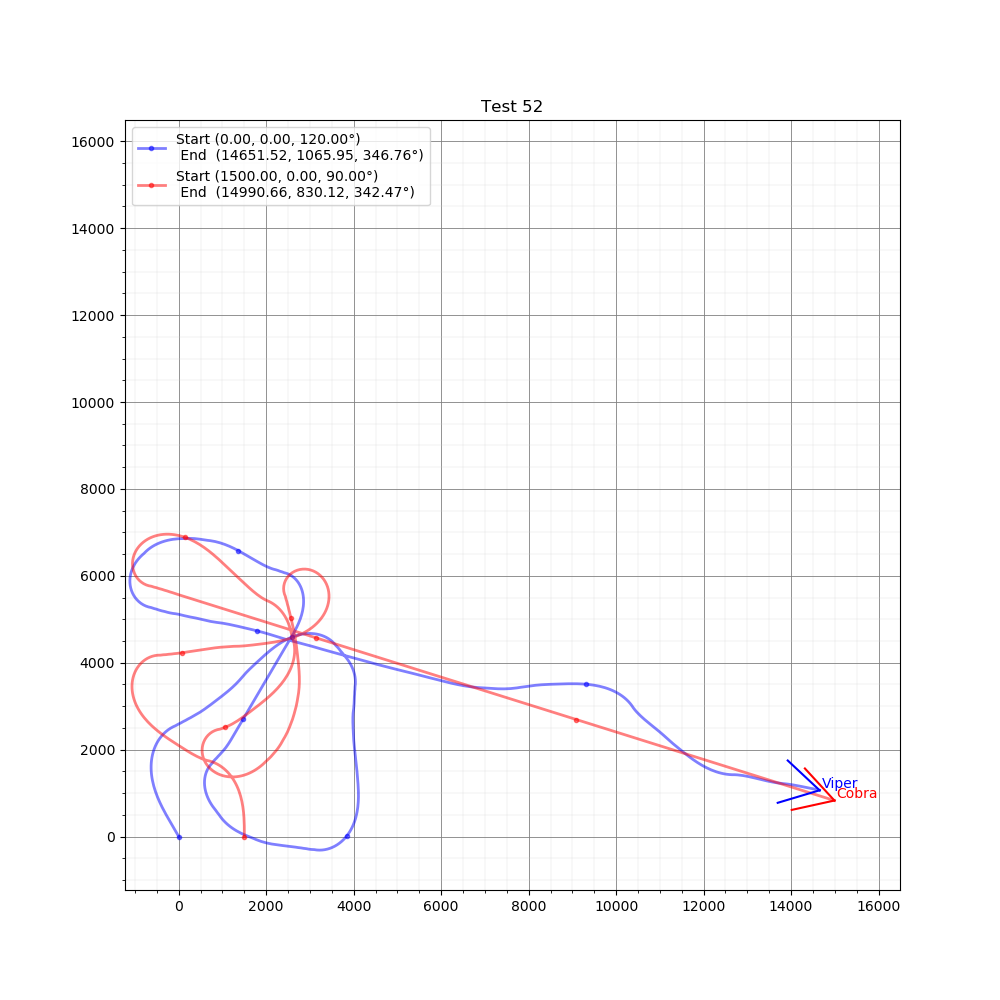 Test 52
Start (0.00, 0.00, 120.00°)
End (14651.52, 1065.95, 346.76°)
Start (1500.00, 0.00, 90.00°)
End (14990.66, 830.12, 342.47°)
16000
14000
12000
10000
8000
6000
4000
2000
0
Viper
Cobra
0 2000 4000 6000 8000 10000 12000 14000 16000